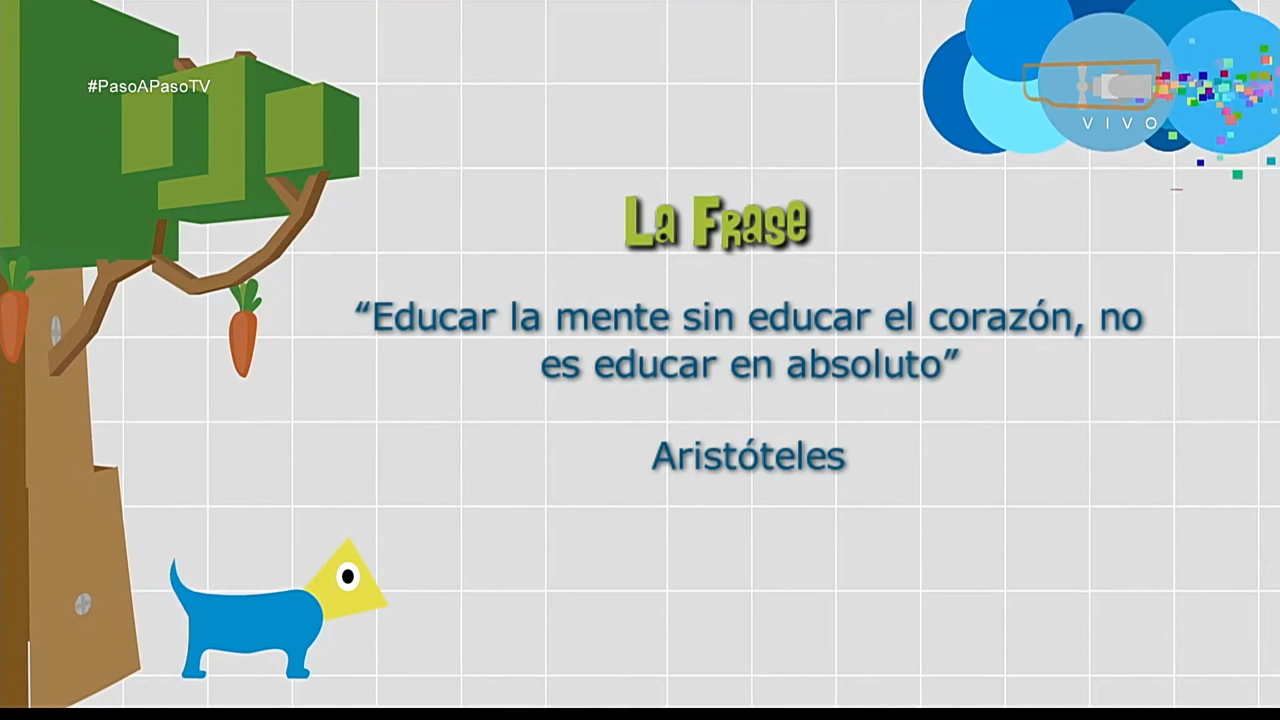 #PasoAPasoTV
VIVO
La Frase
“Educar la mente sin educar el corazón, no
es educar en absoluto”
Aristóteles